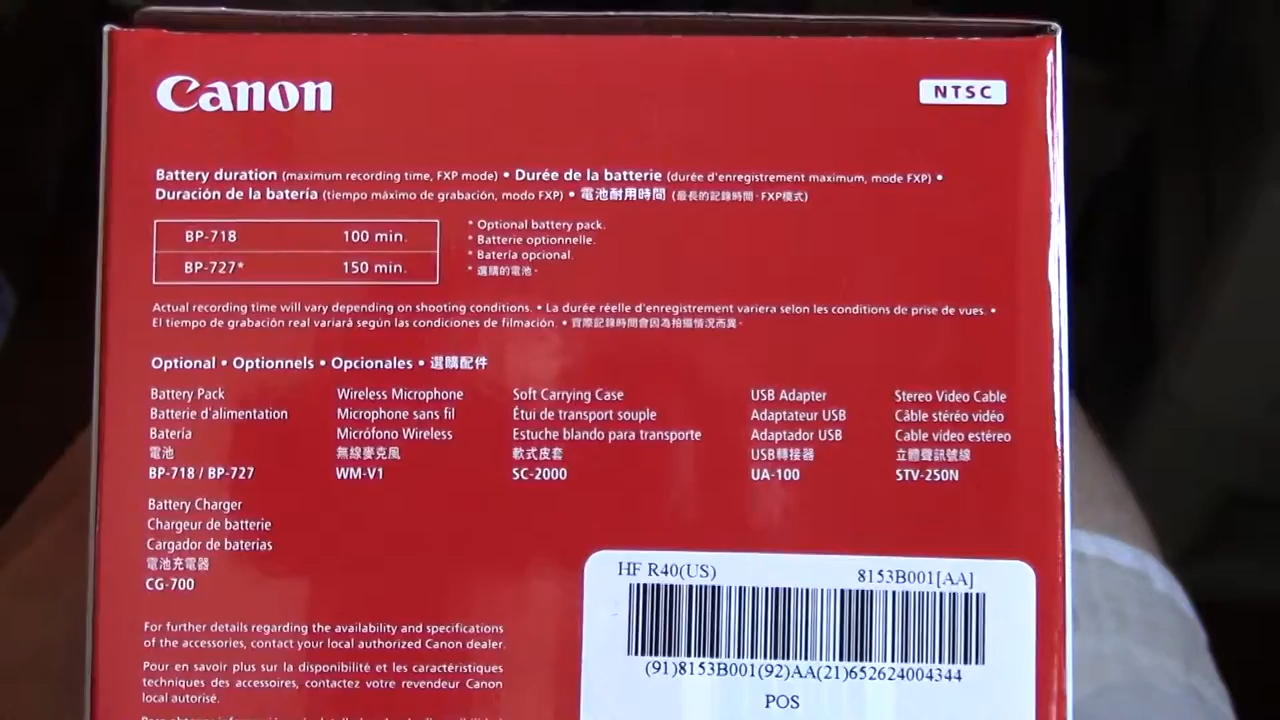 Canon
NTSC
Battery duration (maximum recording time, FXP mode) • Durée de la batterie (durée d'enregistrement maximum, mode FXP) •
Duración de la batería (tiempo máximo de grabación, modo FXP) • 電池耐用時間 (最長的記錄時間 · FXP模式)
BP-718 100 min.
BP-727* 150 min.
* Optional battery pack.
* Batterie optionnelle.
* Batería opcional.
* 選購的電池。
Actual recording time will vary depending on shooting conditions. • La durée réelle d'enregistrement variera selon les conditions de prise de vues. •
El tiempo de grabación real variará según las condiciones de filmación. • 實際記錄時間會因為拍攝情況而異。
Optional • Optionnels • Opcionales • 選購配件
Battery Pack
Batterie d'alimentation
Batería
電池
BP-718 / BP-727
Wireless Microphone
Microphone sans fil
Micrófono Wireless
無線麥克風
WM-V1
Soft Carrying Case
Étui de transport souple
Estuche blando para transporte
軟式皮套
SC-2000
USB Adapter
Adaptateur USB
Adaptador USB
USB轉接器
UA-100
Stereo Video Cable
Câble stéréo vidéo
Cable vídeo estéreo
立體聲訊號線
STV-250N
Battery Charger
Chargeur de batterie
Cargador de baterias
電池充電器
CG-700
For further details regarding the availability and specifications
of the accessories, contact your local authorized Canon dealer.
Pour en savoir plus sur la disponibilité et les caractéristiques
techniques des accessoires, contactez votre revendeur Canon
local autorisé.
HF R40(US) 8153B001[AA]
(91)8153B001(92)AA(21)652624004344
POS